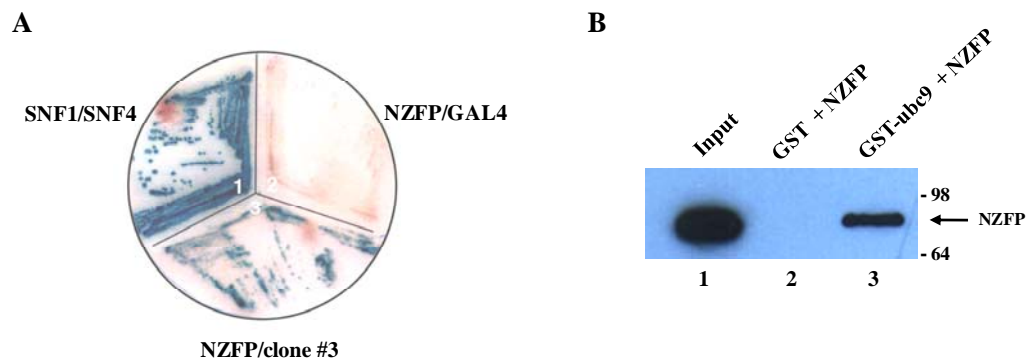 A
SNF1/SNF4
NZFP/GAL4
1
2
3
NZFP/clone #3
B
Input
GST + NZFP
GST-ubc9 + NZFP
- 98
NZFP
- 64
1 2 3